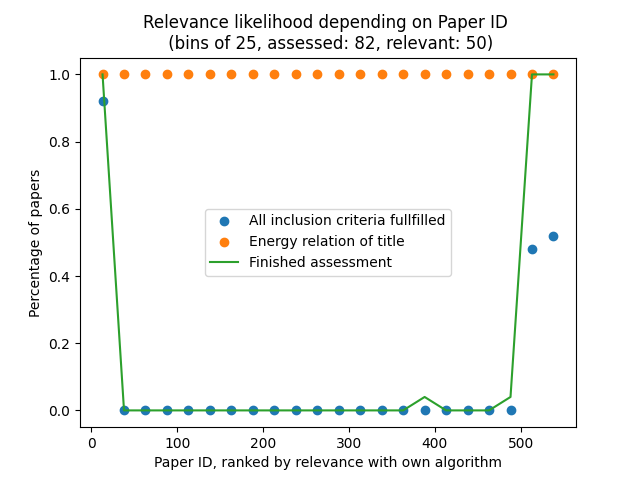 Relevance likelihood depending on Paper ID
(bins of 25, assessed: 82, relevant: 50)
Percentage of papers
1.0
0.8
0.6
0.4
0.2
0.0
All inclusion criteria fullfilled
Energy relation of title
Finished assessment
0 100 200 300 400 500
Paper ID, ranked by relevance with own algorithm